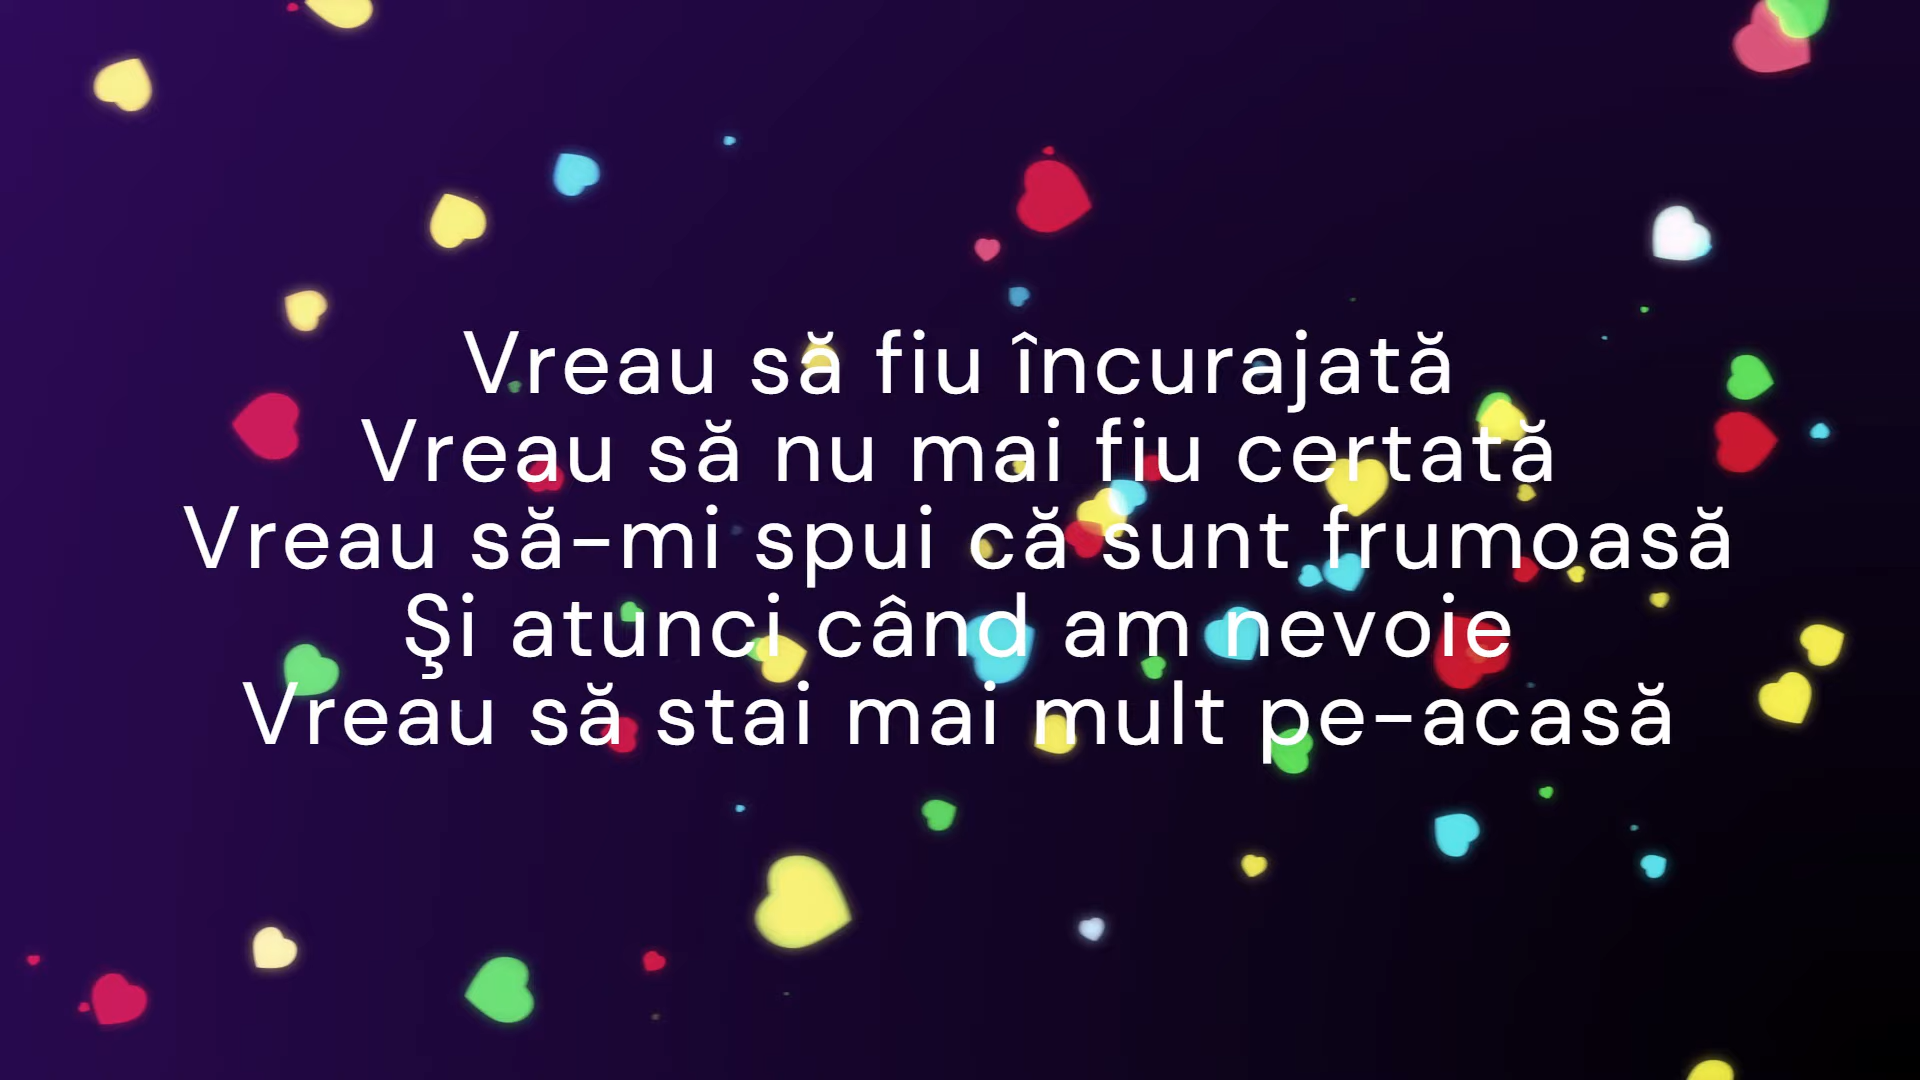 Vreau să fiu încurajată
Vreau să nu mai fiu certată
Vreau să-mi spui că sunt frumoasă
Şi atunci când am nevoie
Vreau să stai mai mult pe-acasă